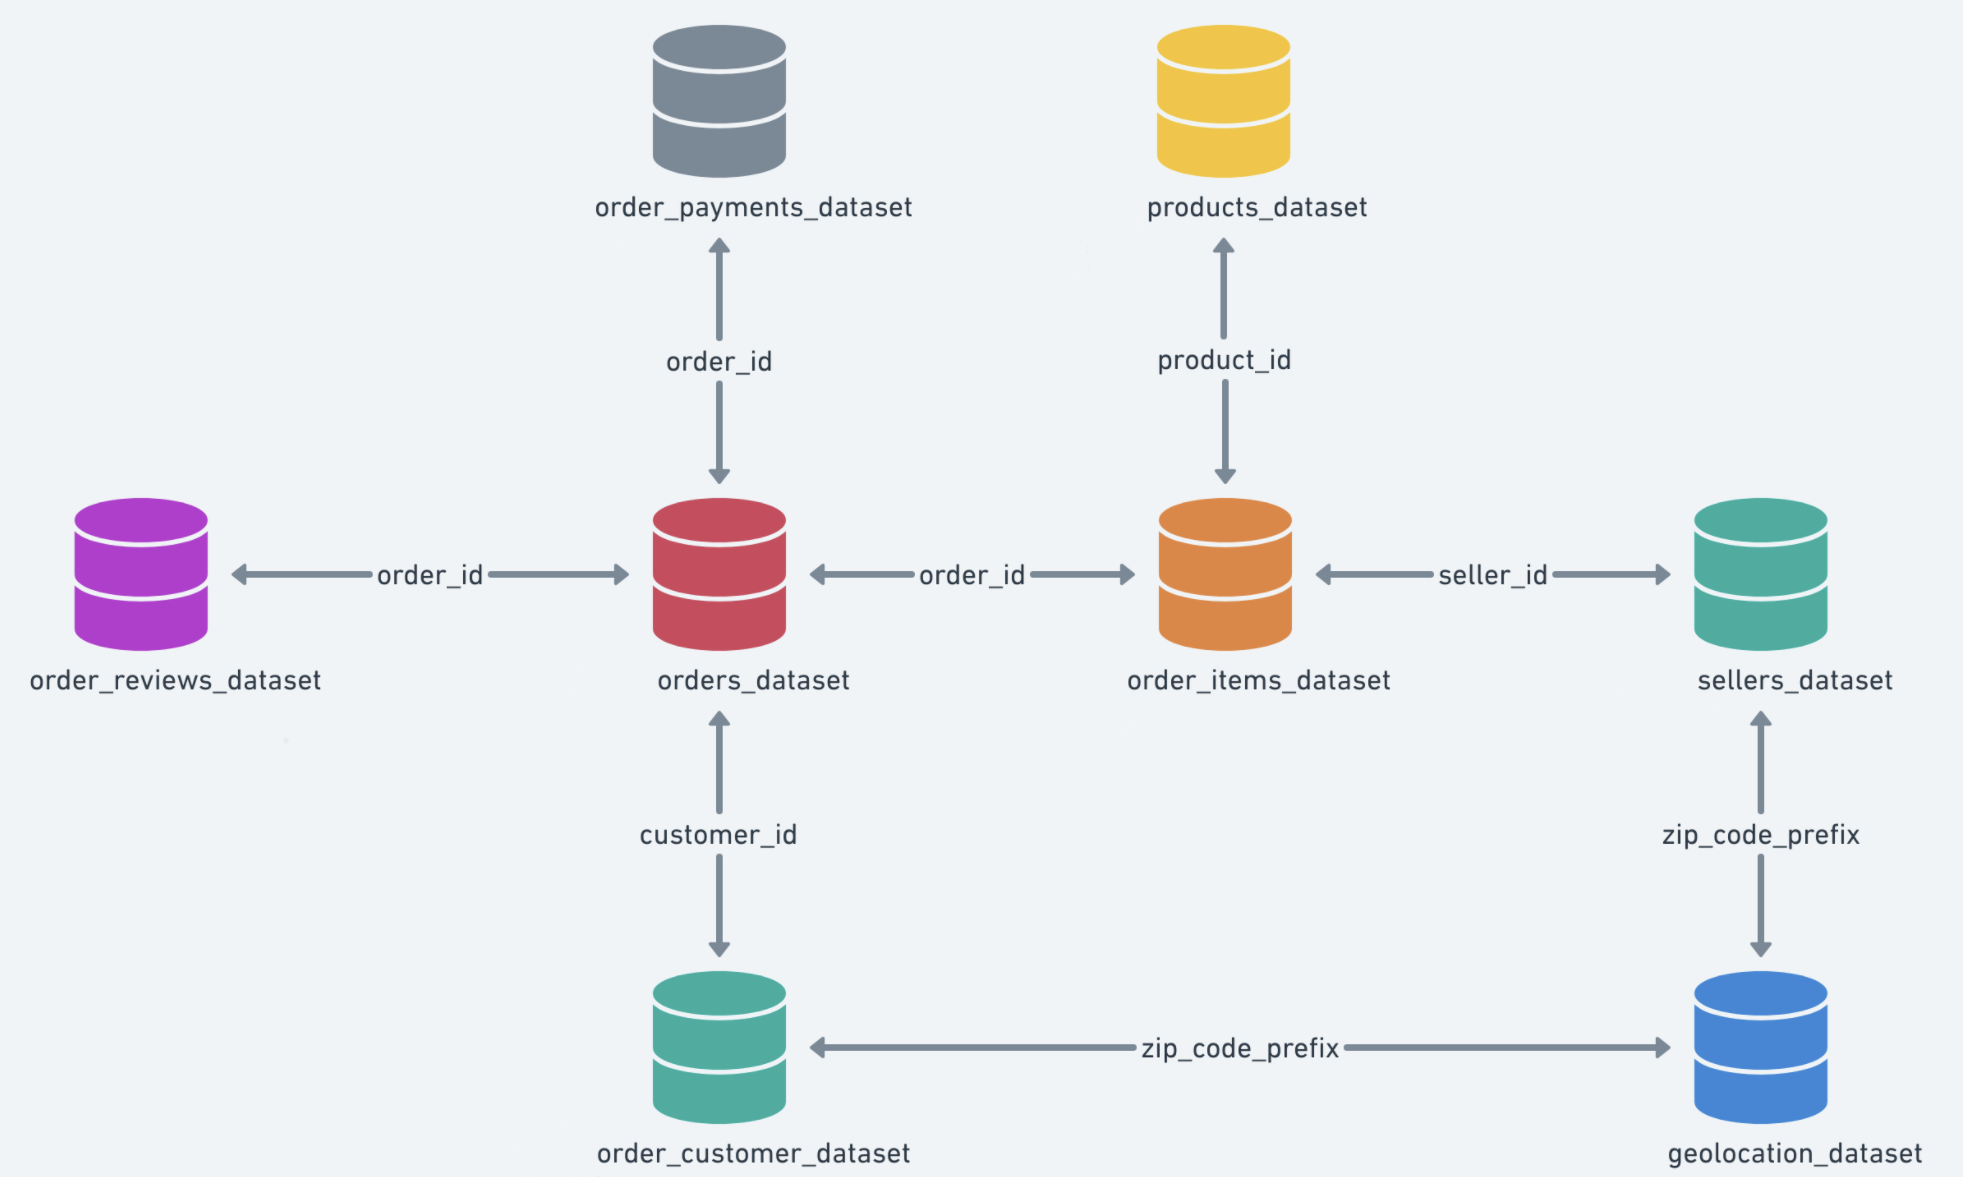 order_payments_dataset
products_dataset
order_id
product_id
order_id
order_id
seller_id
order_reviews_dataset
orders_dataset
order_items_dataset
sellers_dataset
customer_id
zip_code_prefix
zip_code_prefix
order_customer_dataset
geolocation_dataset